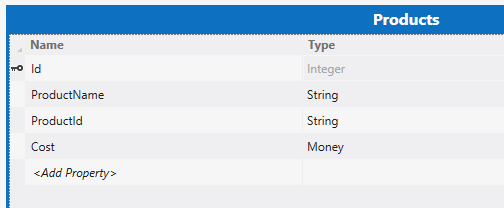 Products
Name Type
Id Integer
ProductName String
ProductId String
Cost Money
<Add Property>